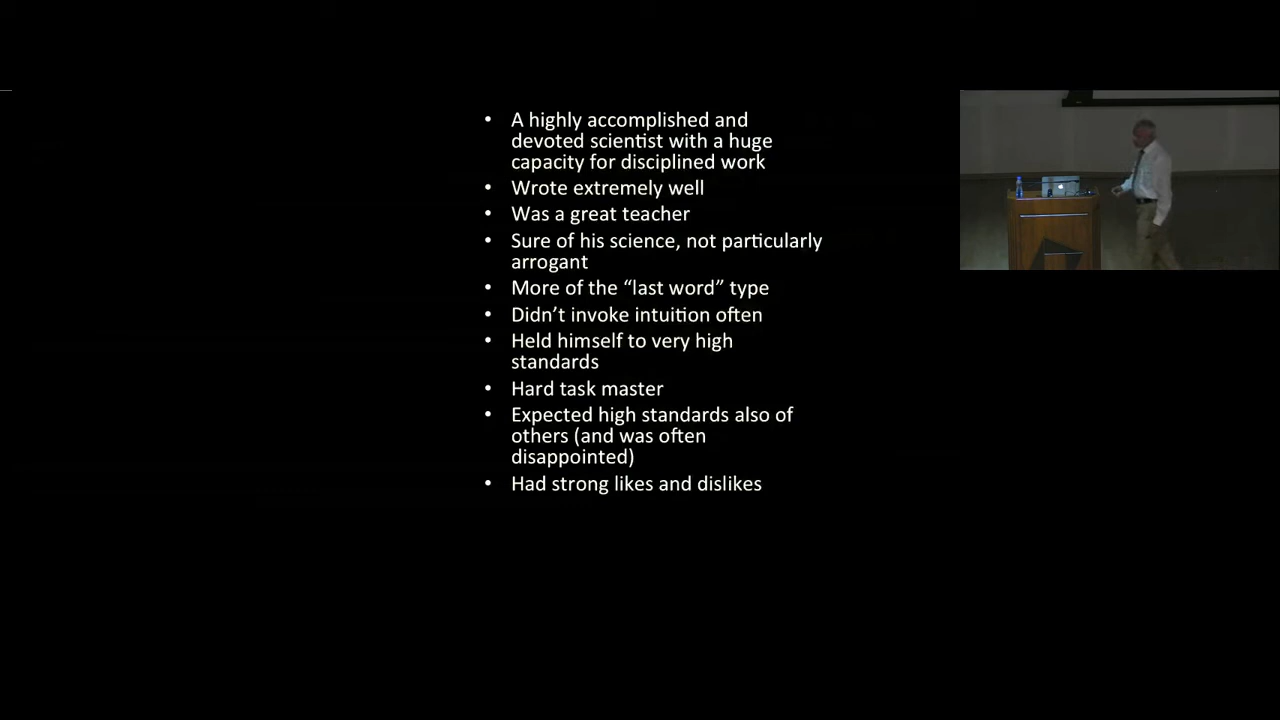 • A highly accomplished and
devoted scientist with a huge
capacity for disciplined work
• Wrote extremely well
• Was a great teacher
• Sure of his science, not particularly
arrogant
• More of the “last word” type
• Didn’t invoke intuition often
• Held himself to very high
standards
• Hard task master
• Expected high standards also of
others (and was often
disappointed)
• Had strong likes and dislikes